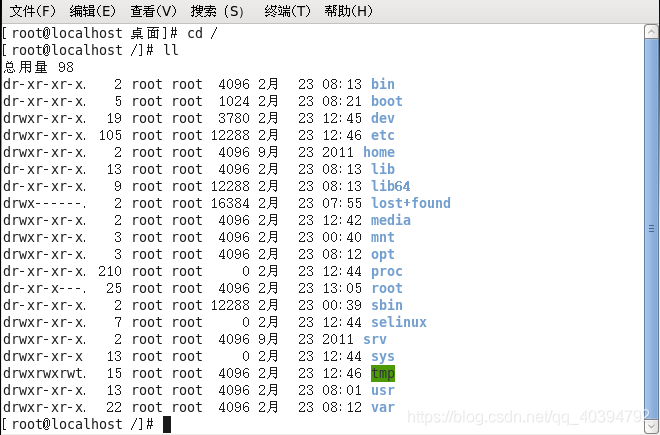 文件(F) 编辑(E) 查看(V) 搜索 (S) 终端(T) 帮助(H)
[root@localhost 桌面]# cd /
[root@localhost /]# ll
总用量 98
dr-xr-xr-x. 2 root root 4096 2月 23 08:13 bin
dr-xr-xr-x. 5 root root 1024 2月 23 08:21 boot
drwxr-xr-x. 19 root root 3780 2月 23 12:45 dev
drwxr-xr-x. 105 root root 12288 2月 23 12:46 etc
drwxr-xr-x. 2 root root 4096 9月 23 2011 home
dr-xr-xr-x. 13 root root 4096 2月 23 08:13 lib
dr-xr-xr-x. 9 root root 12288 2月 23 08:13 lib64
drwx------. 2 root root 16384 2月 23 07:55 lost+found
drwxr-xr-x. 2 root root 4096 2月 23 12:42 media
drwxr-xr-x. 3 root root 4096 2月 23 00:40 mnt
drwxr-xr-x. 3 root root 4096 2月 23 08:12 opt
dr-xr-xr-x. 210 root root 0 2月 23 12:44 proc
dr-xr-x---. 25 root root 4096 2月 23 13:05 root
dr-xr-xr-x. 2 root root 12288 2月 23 00:39 sbin
drwxr-xr-x. 7 root root 0 2月 23 12:44 selinux
drwxr-xr-x. 2 root root 4096 9月 23 2011 srv
drwxr-xr-x 13 root root 0 2月 23 12:44 sys
drwxrwxrwt. 15 root root 4096 2月 23 12:46 tmp
drwxr-xr-x. 13 root root 4096 2月 23 08:01 usr
drwxr-xr-x. 22 root root 4096 2月 23 08:12 var
[root@localhost /]#
https://blog.csdn.net/qq_40394792